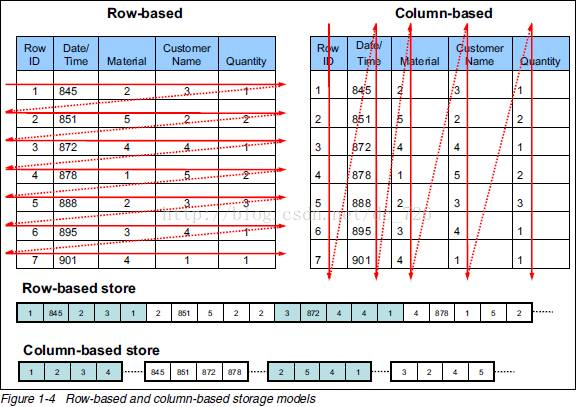 Row-based
Row Date/ Customer
ID Time Material Name Quantity
1 845 2 3 1
2 851 5 2 2
3 872 4 4 1
4 878 1 5 2
5 888 2 3 3
6 895 3 4 1
7 901 4 1 1
Column-based
Row Date/ Customer
ID Time Material Name Quantity
1 845 2 3 1
2 851 5 2 2
3 872 4 4 1
4 878 1 5 2
5 888 2 3 3
6 895 3 4 1
7 901 4 1 1
Row-based store
1 845 2 3 1 2 851 5 2 2 3 872 4 4 1 4 878 1 5 2
Column-based store
1 2 3 4 845 851 872 878 2 5 4 1 3 2 4 5
Figure 1-4 Row-based and column-based storage models